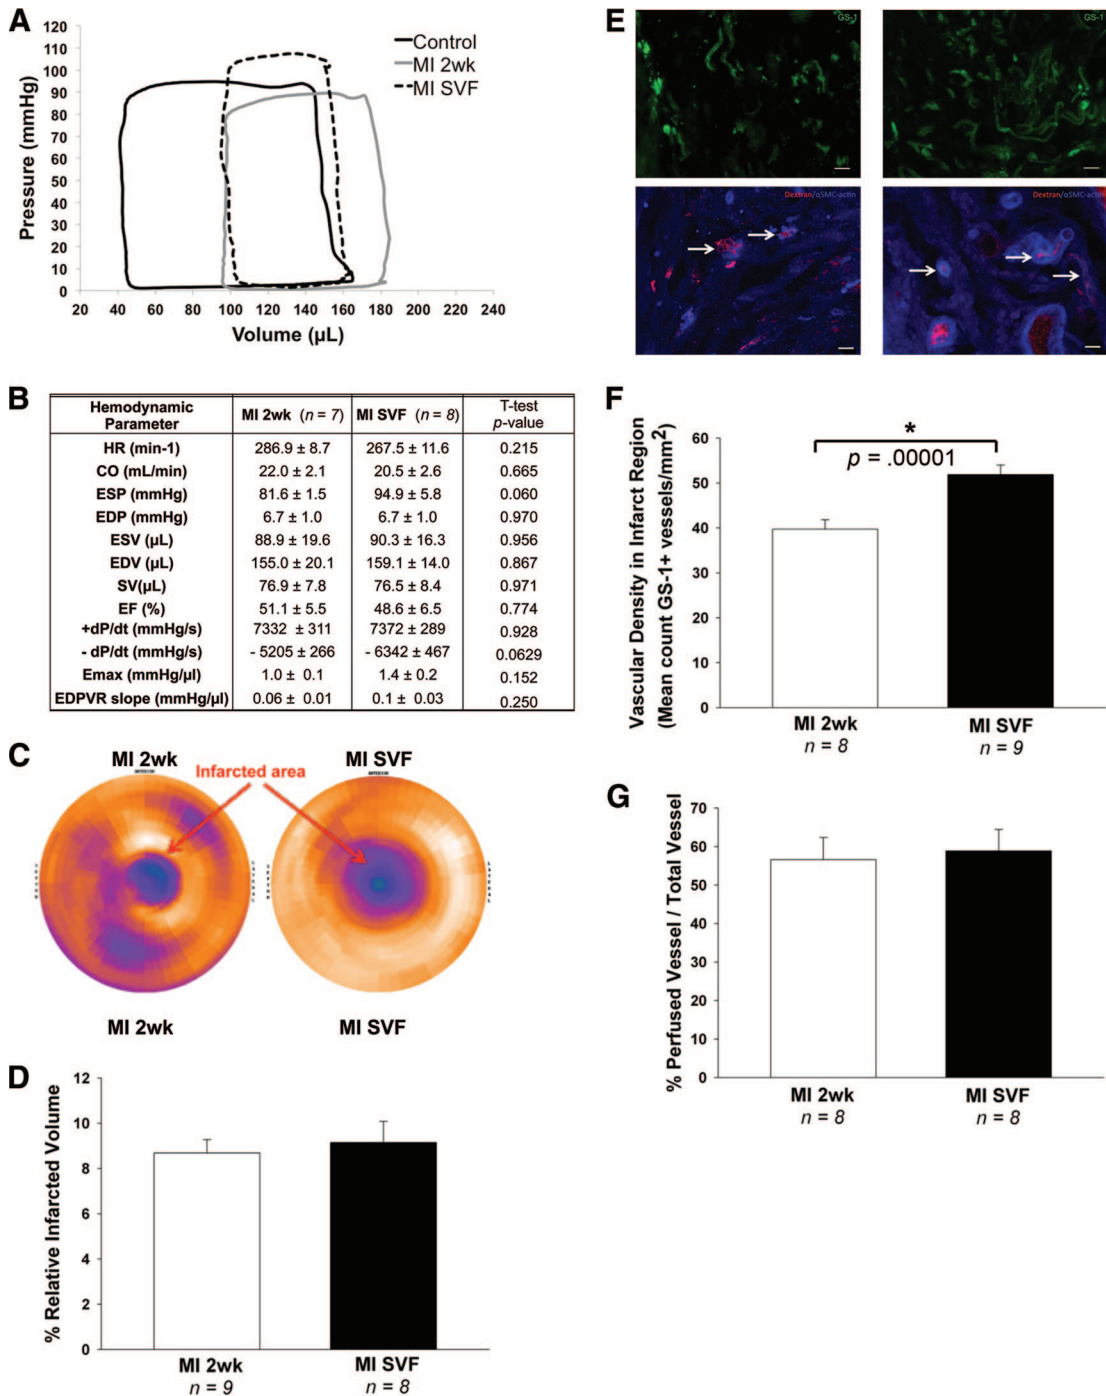 A
Pressure (mmHg)
120
110
100
90
80
70
60
50
40
30
20
10
0
20 40 60 80 100 120 140 160 180 200 220 240
Volume (µL)
Control
MI 2wk
MI SVF
B
Hemodynamic Parameter MI 2wk (n = 7) MI SVF (n = 8) T-test p-value
HR (min-1) 286.9 ± 8.7 267.5 ± 11.6 0.215
CO (mL/min) 22.0 ± 2.1 20.5 ± 2.6 0.665
ESP (mmHg) 81.6 ± 1.5 94.9 ± 5.8 0.060
EDP (mmHg) 6.7 ± 1.0 6.7 ± 1.0 0.970
ESV (µL) 88.9 ± 19.6 90.3 ± 16.3 0.956
EDV (µL) 155.0 ± 20.1 159.1 ± 14.0 0.867
SV(µL) 76.9 ± 7.8 76.5 ± 8.4 0.971
EF (%) 51.1 ± 5.5 48.6 ± 6.5 0.774
+dP/dt (mmHg/s) 7332 ± 311 7372 ± 289 0.928
- dP/dt (mmHg/s) - 5205 ± 266 - 6342 ± 467 0.0629
Emax (mmHg/µl) 1.0 ± 0.1 1.4 ± 0.2 0.152
EDPVR slope (mmHg/µl) 0.06 ± 0.01 0.1 ± 0.03 0.250
C
MI 2wk MI SVF
Infarcted area
MI 2wk MI SVF
D
% Relative Infarcted Volume
12
10
8
6
4
2
0
MI 2wk MI SVF
n = 9 n = 8
E
GS-1 GS-1
Dextran/αSMC-actin Dextran/αSMC-actin
F
Vascular Density in Infarct Region
(Mean count GS-1+ vessels/mm²)
60
50
40
30
20
10
0
*
p = .00001
MI 2wk MI SVF
n = 8 n = 9
G
% Perfused Vessel / Total Vessel
70
60
50
40
30
20
10
0
MI 2wk MI SVF
n = 8 n = 8